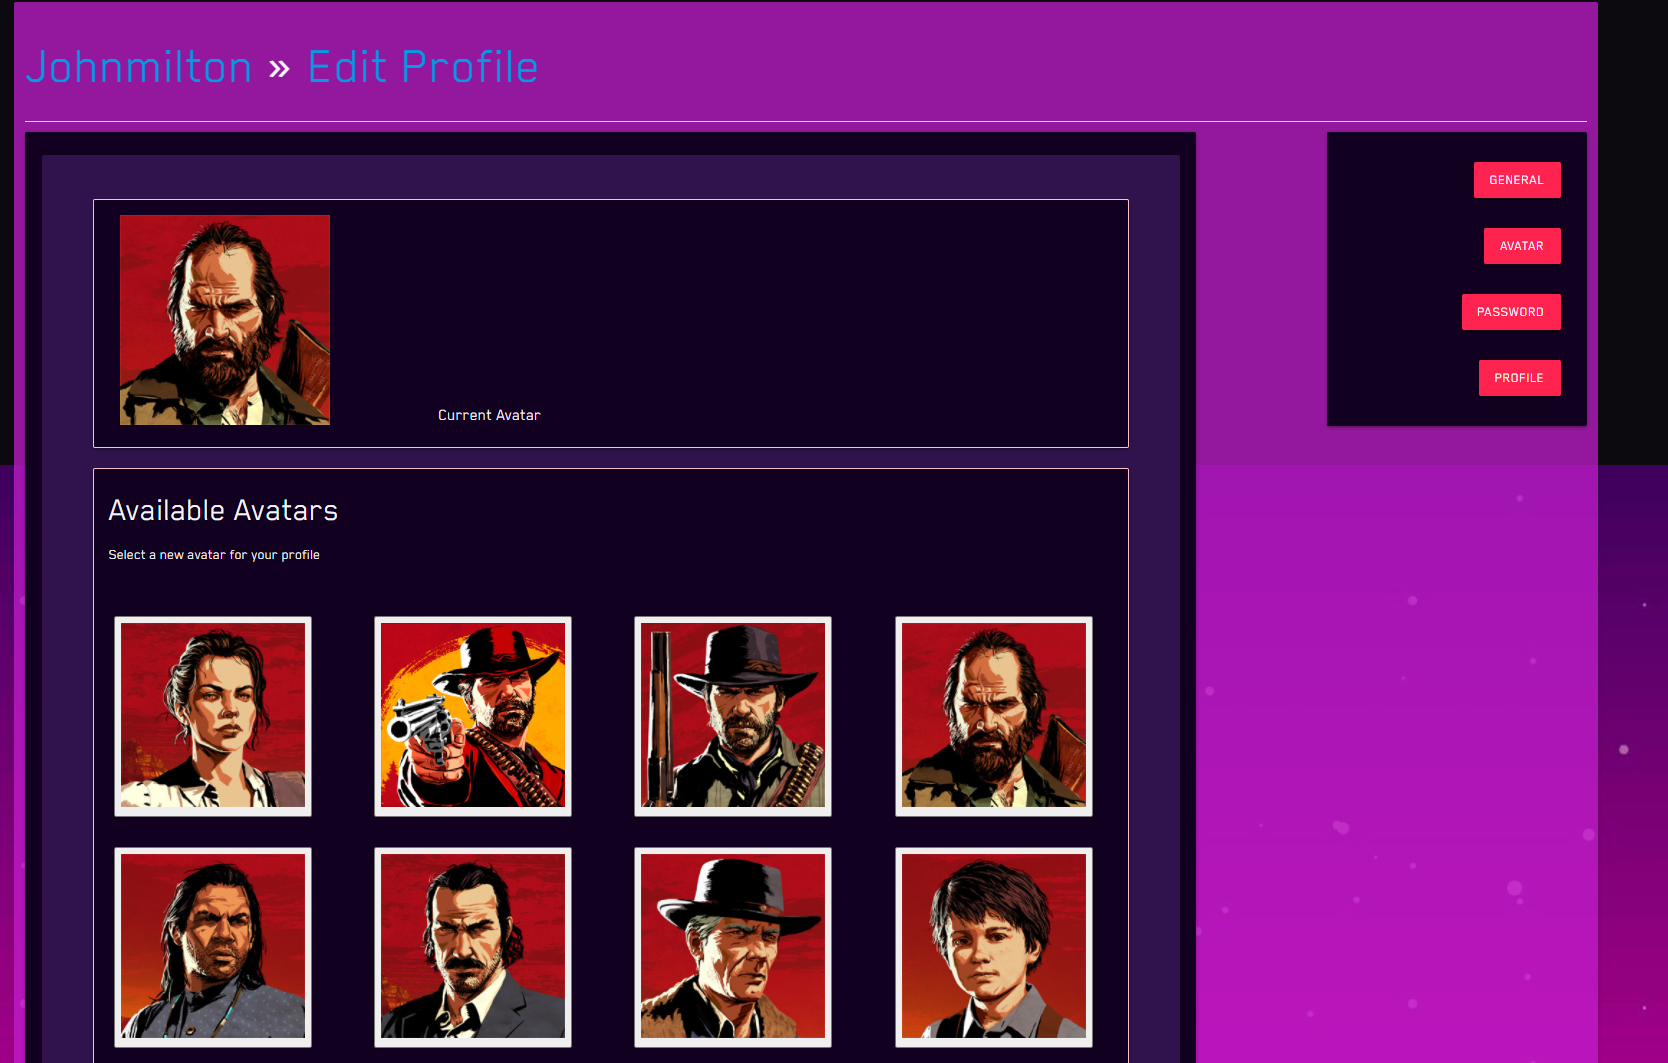 Johnmilton » Edit Profile
GENERAL
AVATAR
PASSWORD
PROFILE
Current Avatar
Available Avatars
Select a new avatar for your profile